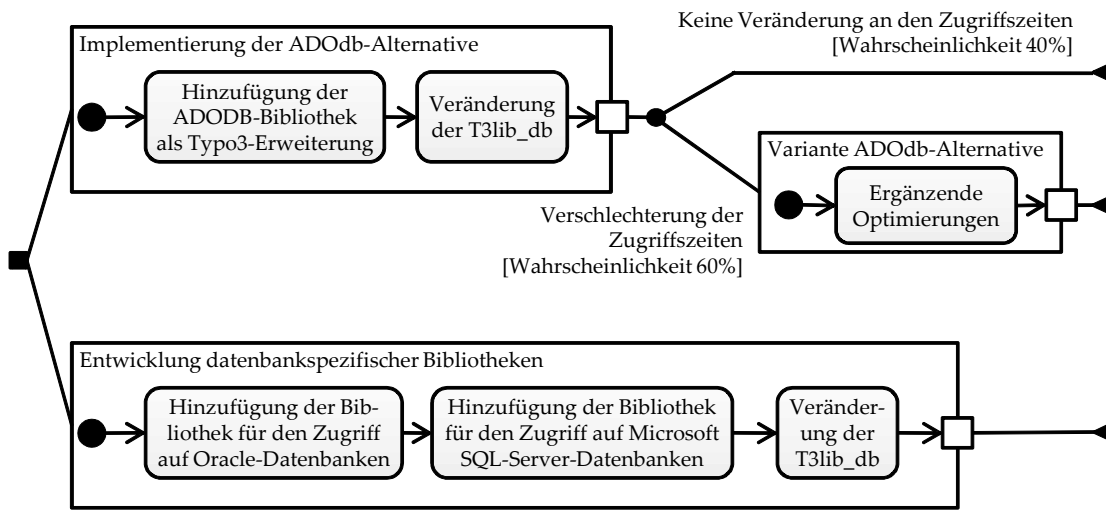 Keine Veränderung an den Zugriffszeiten
[Wahrscheinlichkeit 40%]
Implementierung der ADOdb-Alternative
Hinzufügung der
ADODB-Bibliothek
als Typo3-Erweiterung
Veränderung
der T3lib_db
Variante ADOdb-Alternative
Ergänzende
Optimierungen
Verschlechterung der
Zugriffszeiten
[Wahrscheinlichkeit 60%]
Entwicklung datenbankspezifischer Bibliotheken
Hinzufügung der Bib-
liothek für den Zugriff
auf Oracle-Datenbanken
Hinzufügung der Bibliothek
für den Zugriff auf Microsoft
SQL-Server-Datenbanken
Veränder-
ung der
T3lib_db